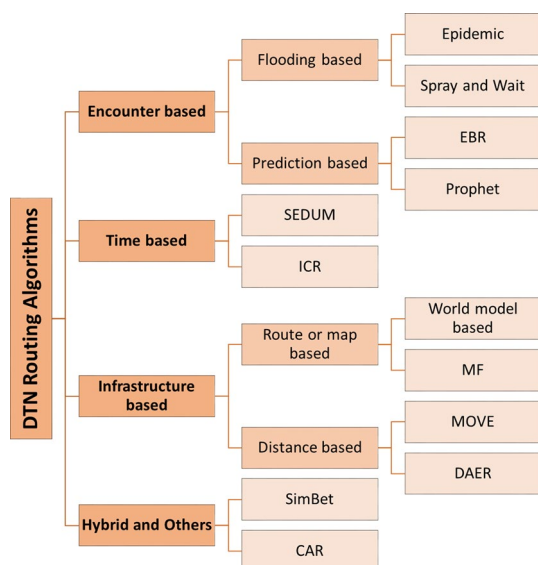 DTN Routing Algorithms
Encounter based
Flooding based
Epidemic
Spray and Wait
Prediction based
EBR
Prophet
Time based
SEDUM
ICR
Infrastructure
based
Route or map
based
World model
based
MF
Distance based
MOVE
DAER
Hybrid and Others
SimBet
CAR